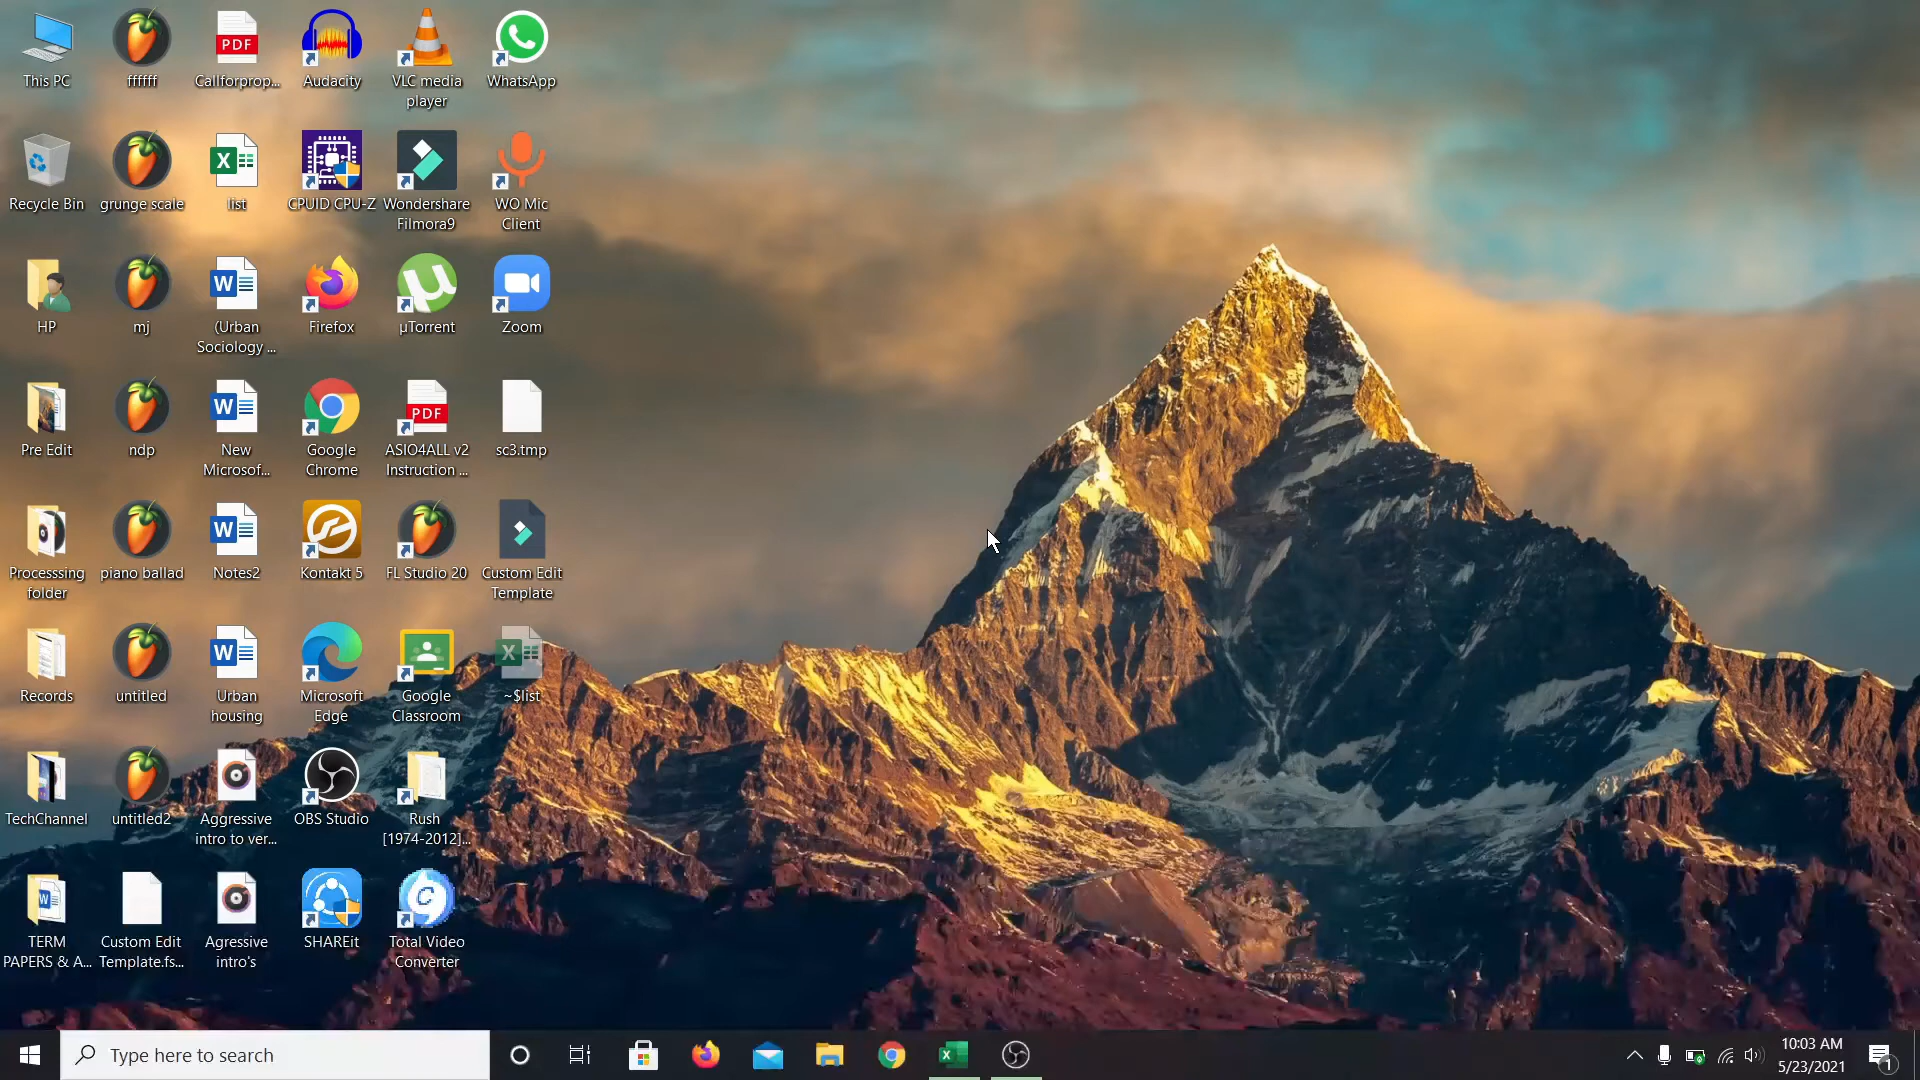 This PC
ffffff
Callforprop...
Audacity
VLC media
player
WhatsApp
Recycle Bin
grunge scale
list
CPUID CPU-Z
Wondershare
Filmora9
WO Mic
Client
HP
mj
(Urban
Sociology ...
Firefox
µTorrent
Zoom
Pre Edit
ndp
New
Microsof...
Google
Chrome
ASIO4ALL v2
Instruction ...
sc3.tmp
Processsing
folder
piano ballad
Notes2
Kontakt 5
FL Studio 20
Custom Edit
Template
Records
untitled
Urban
housing
Microsoft
Edge
Google
Classroom
~$list
TechChannel
untitled2
Aggressive
intro to ver...
OBS Studio
Rush
[1974-2012]...
TERM
PAPERS & A...
Custom Edit
Template.fs...
Agressive
intro's
SHAREit
Total Video
Converter
PDF
PDF
Type here to search
10:03 AM
5/23/2021
1